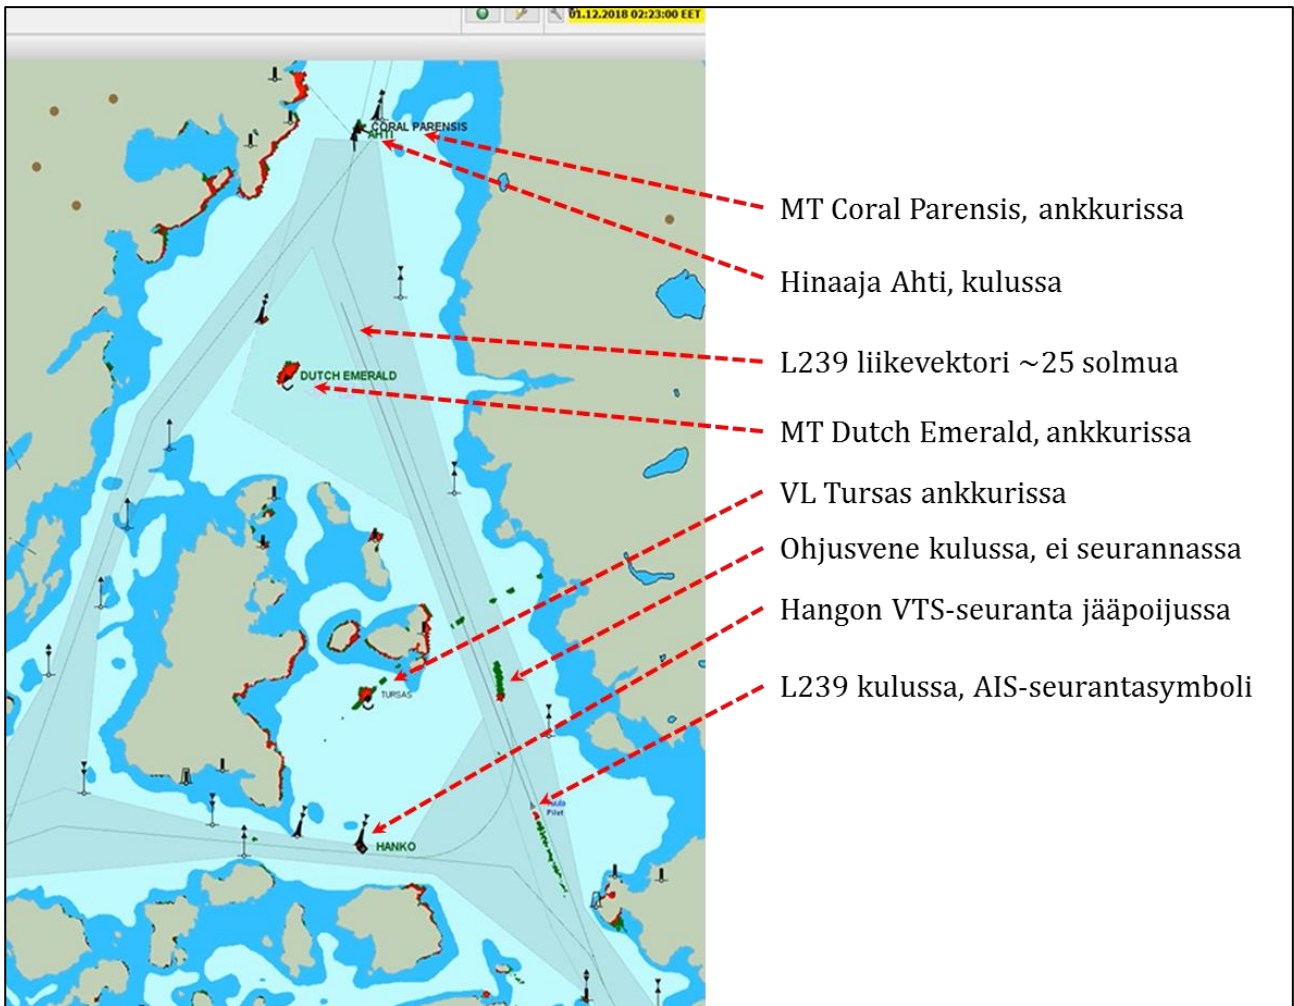 01.12.2018 02:23:00 EET
CORAL PARENSIS
AHTI
MT Coral Parensis, ankkurissa
Hinaaja Ahti, kulussa
L239 liikevektori ~25 solmua
DUTCH EMERALD
MT Dutch Emerald, ankkurissa
VL Tursas ankkurissa
Ohjusvene kulussa, ei seurannassa
Hangon VTS-seuranta jääpoijussa
L239 kulussa, AIS-seurantasymboli
TURSAS
Pilot
HANKO